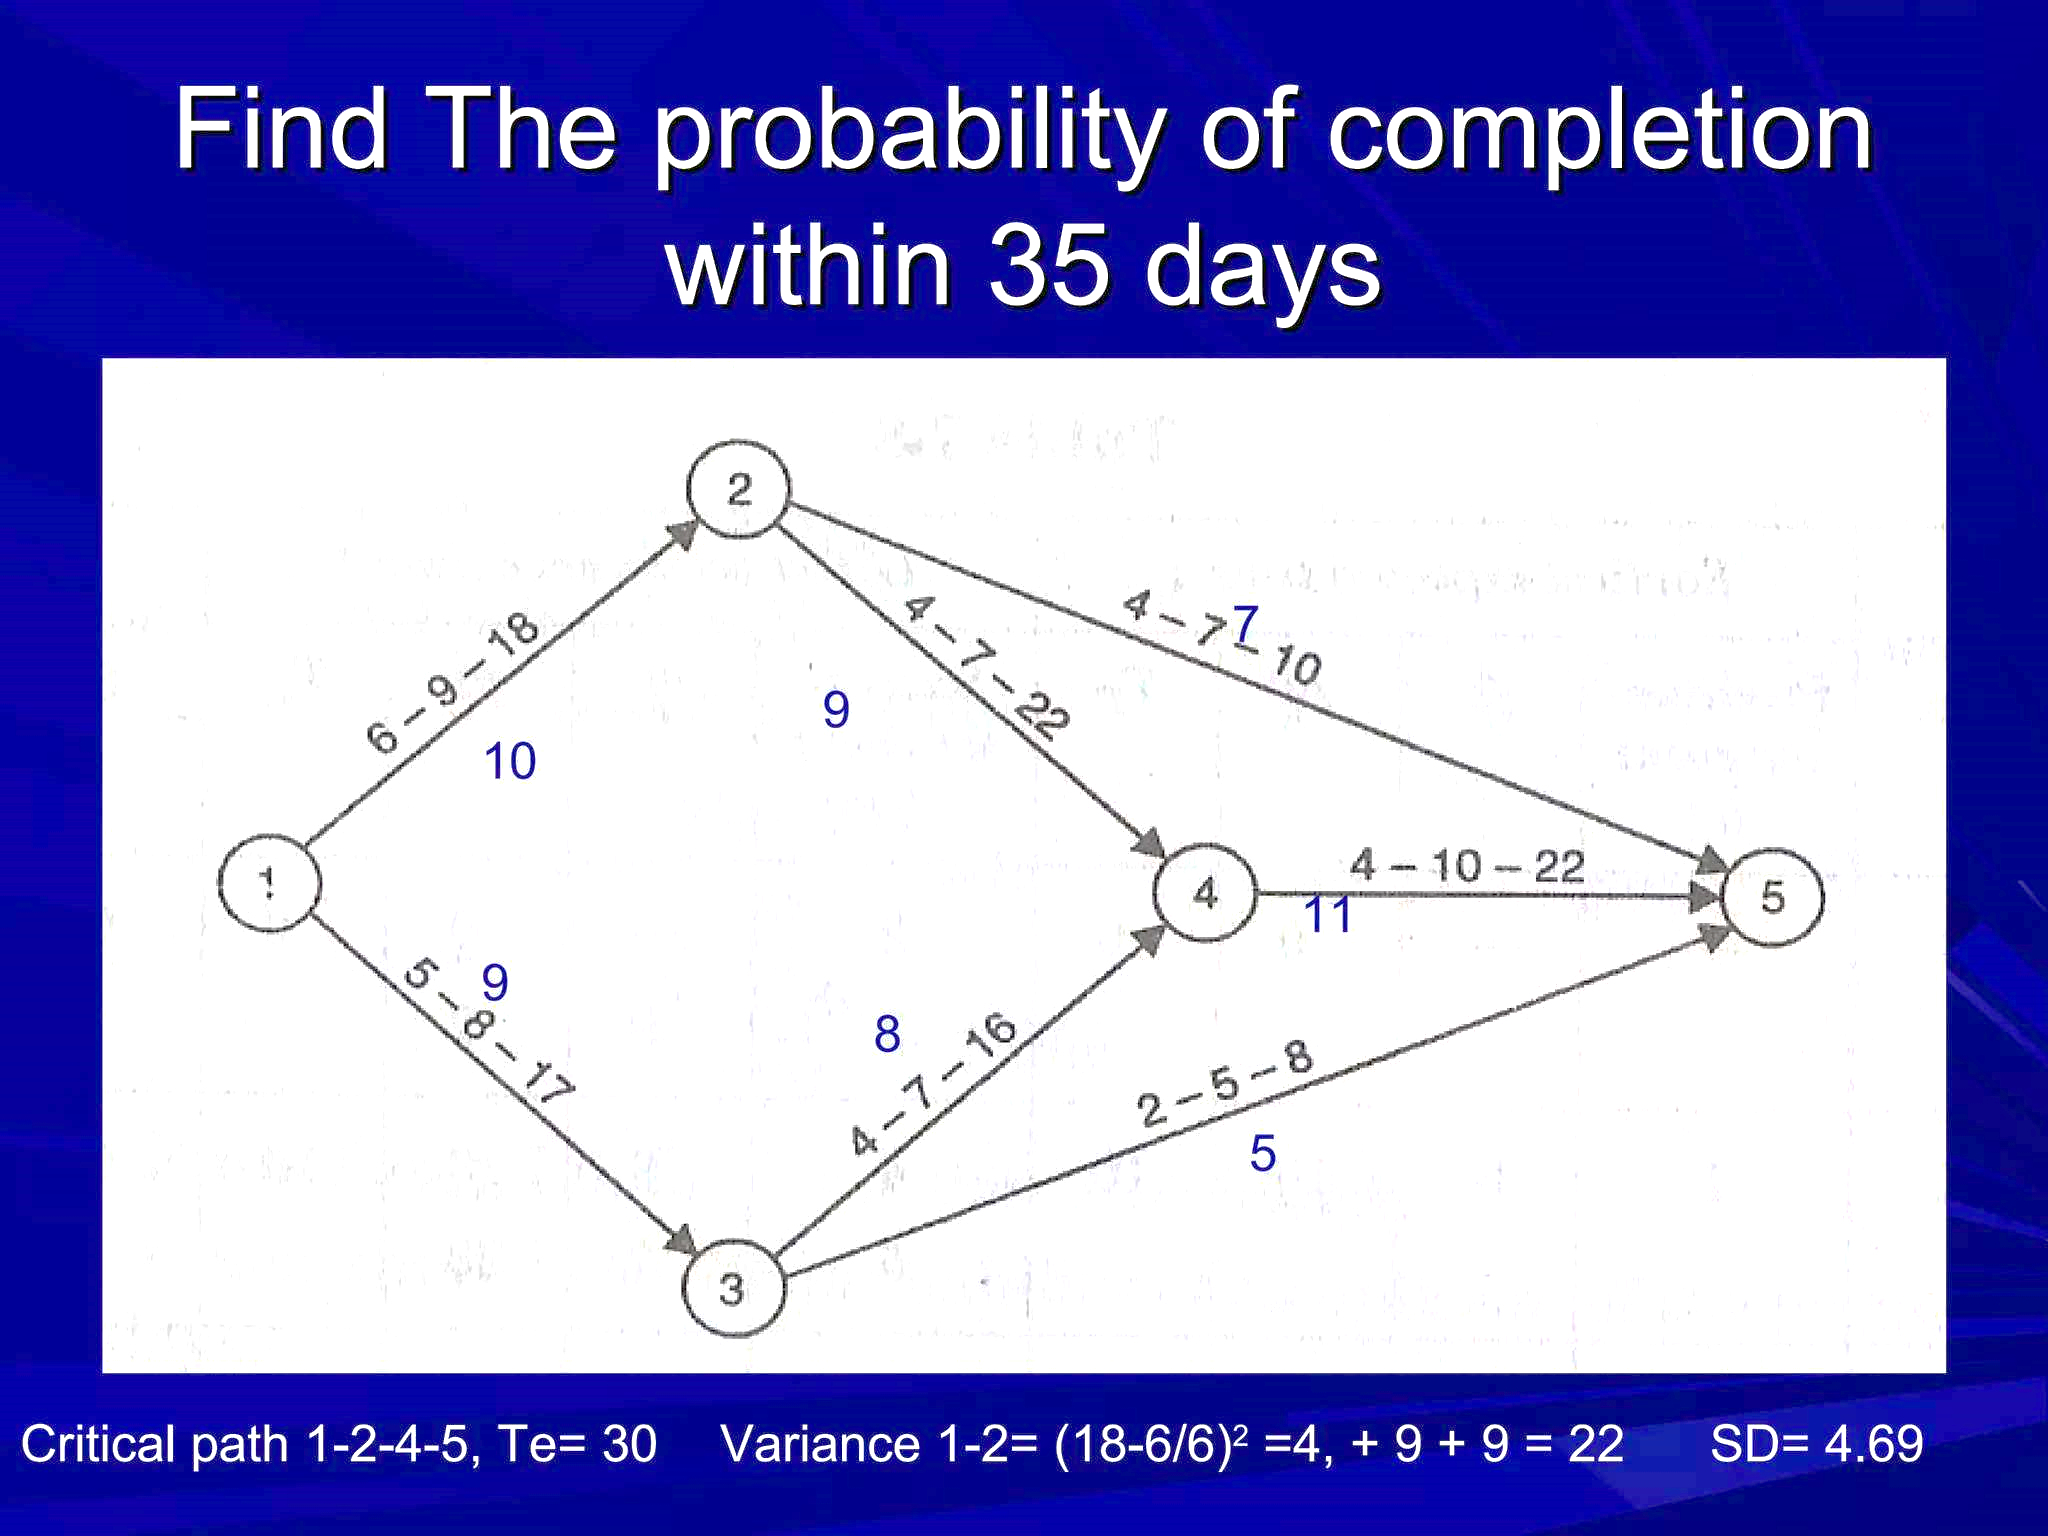 Find The probability of completion
within 35 days
2
6 – 9 – 18
10
4 – 7 – 22
9
4 – 7 – 10
7
1
4
4 – 10 – 22
11
5
5 – 8 – 17
9
4 – 7 – 16
8
2 – 5 – 8
5
3
Critical path 1-2-4-5, Te= 30 Variance 1-2= (18-6/6)² =4, + 9 + 9 = 22 SD= 4.69